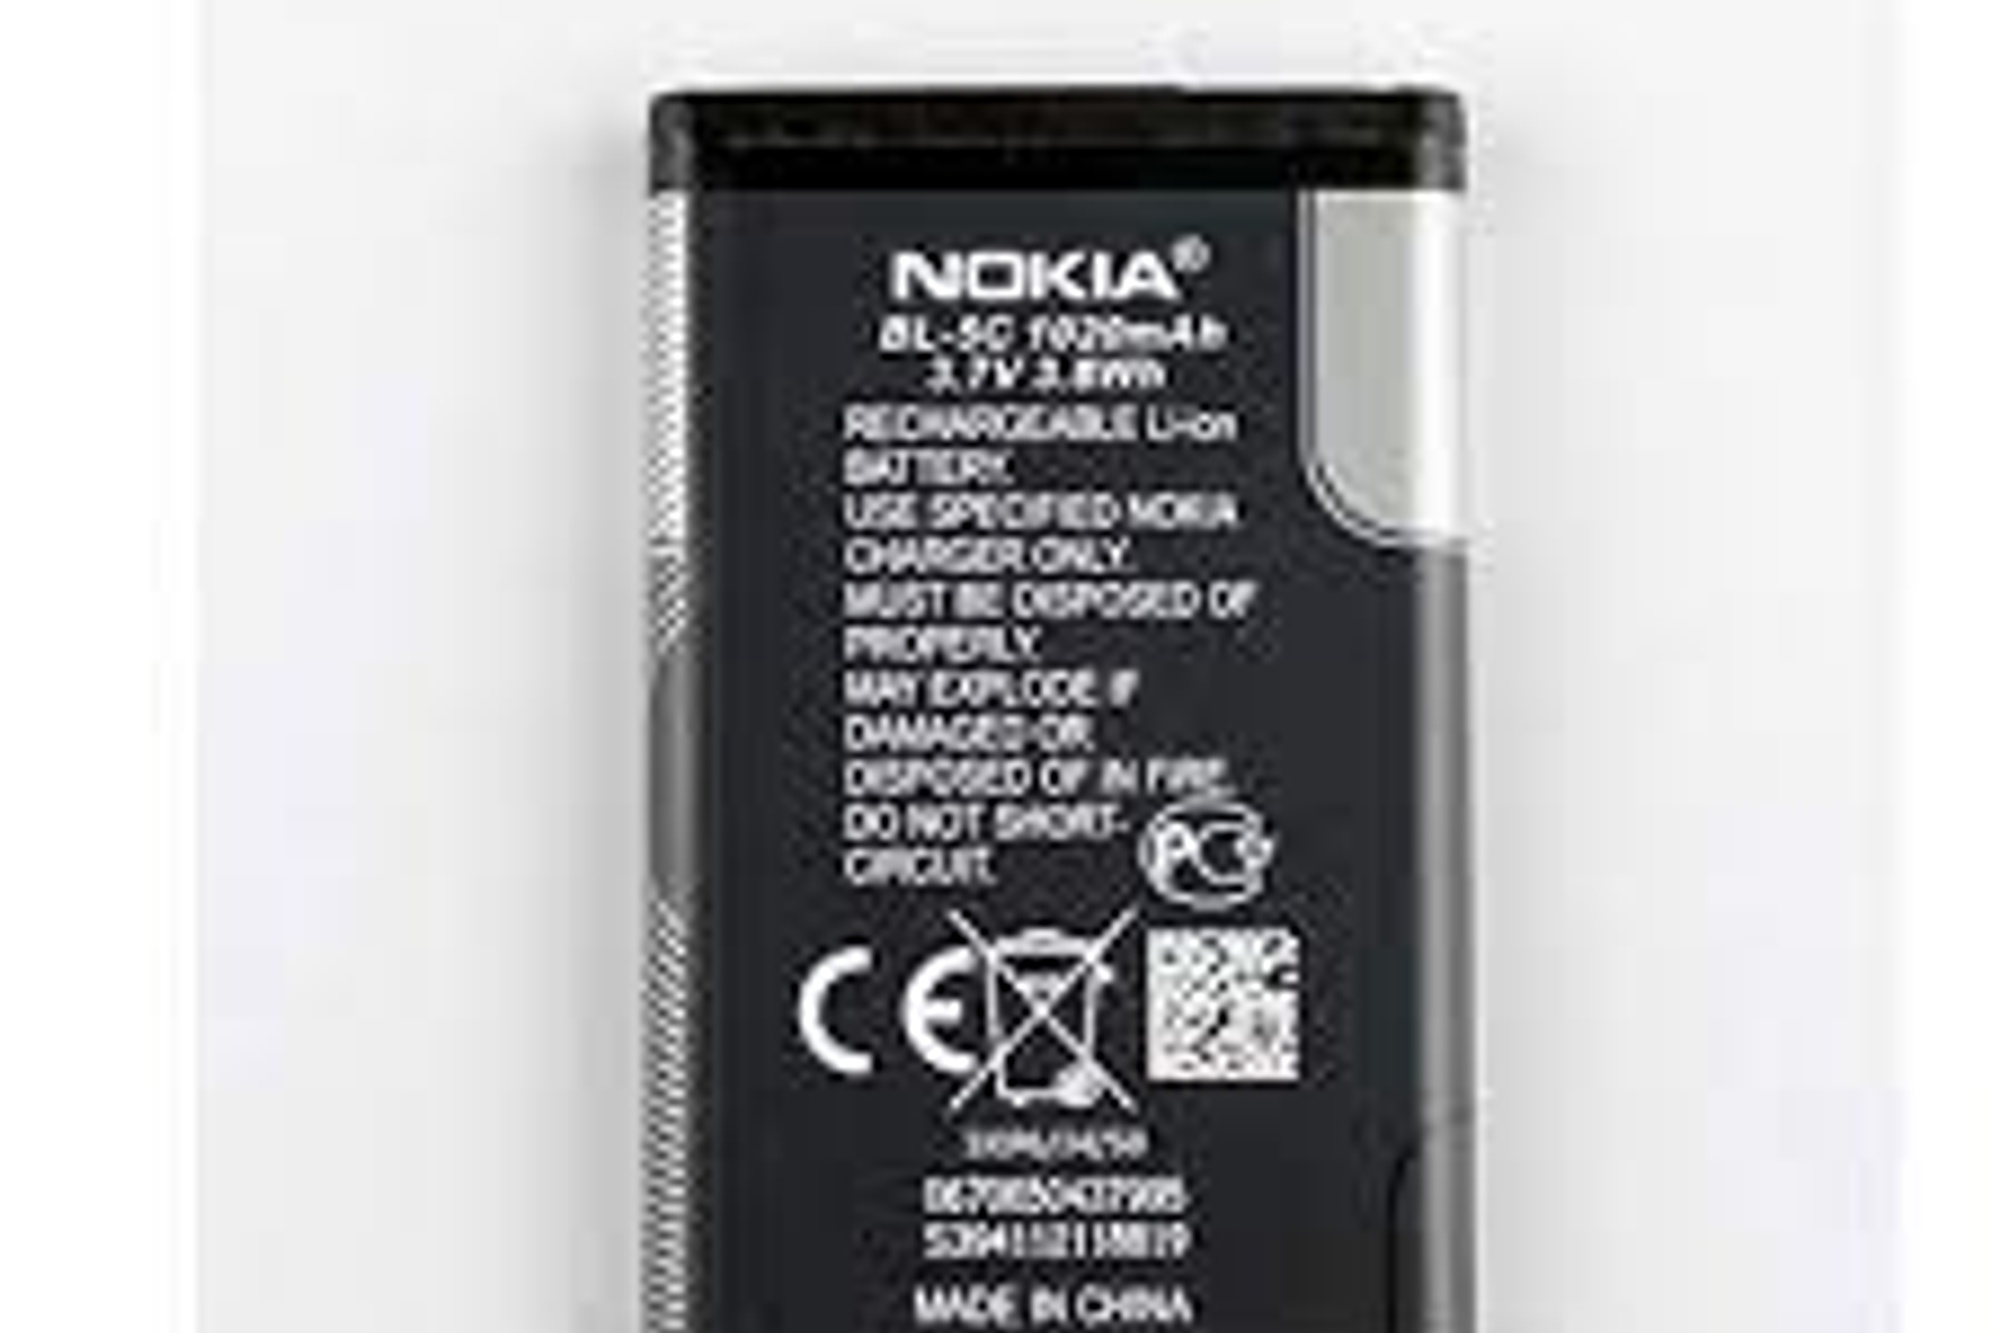 NOKIA®
BL-5C 1020mAh
3.7V 3.8Wh
RECHARGEABLE Li-ion
BATTERY.
USE SPECIFIED NOKIA
CHARGER ONLY.
MUST BE DISPOSED OF
PROPERLY.
MAY EXPLODE IF
DAMAGED OR
DISPOSED OF IN FIRE.
DO NOT SHORT-
CIRCUIT.
PC
CE
MADE IN CHINA